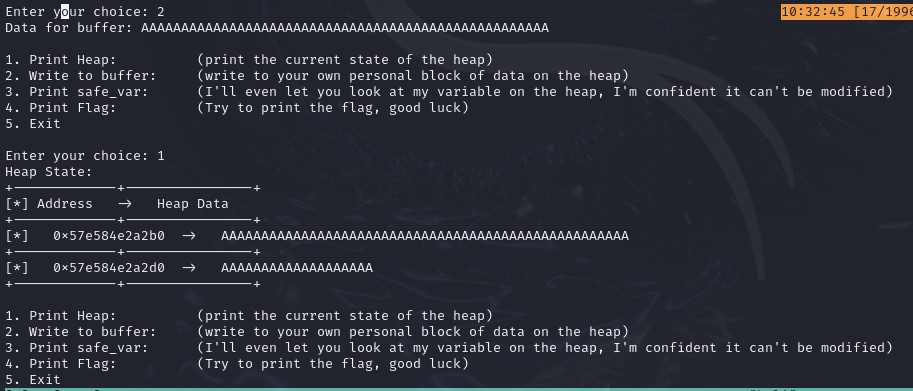 Enter your choice: 2 10:32:45 [17/1996
Data for buffer: AAAAAAAAAAAAAAAAAAAAAAAAAAAAAAAAAAAAAAAAAAAAAAAAAAA
1. Print Heap:          (print the current state of the heap)
2. Write to buffer:     (write to your own personal block of data on the heap)
3. Print safe_var:      (I'll even let you look at my variable on the heap, I'm confident it can't be modified)
4. Print Flag:          (Try to print the flag, good luck)
5. Exit
Enter your choice: 1
Heap State:
+-------------+----------------+
[*] Address   ->   Heap Data
+-------------+----------------+
[*]   0x57e584e2a2b0  ->   AAAAAAAAAAAAAAAAAAAAAAAAAAAAAAAAAAAAAAAAAAAAAAAAAAA
+-------------+----------------+
[*]   0x57e584e2a2d0  ->   AAAAAAAAAAAAAAAAAAA
+-------------+----------------+
1. Print Heap:          (print the current state of the heap)
2. Write to buffer:     (write to your own personal block of data on the heap)
3. Print safe_var:      (I'll even let you look at my variable on the heap, I'm confident it can't be modified)
4. Print Flag:          (Try to print the flag, good luck)
5. Exit